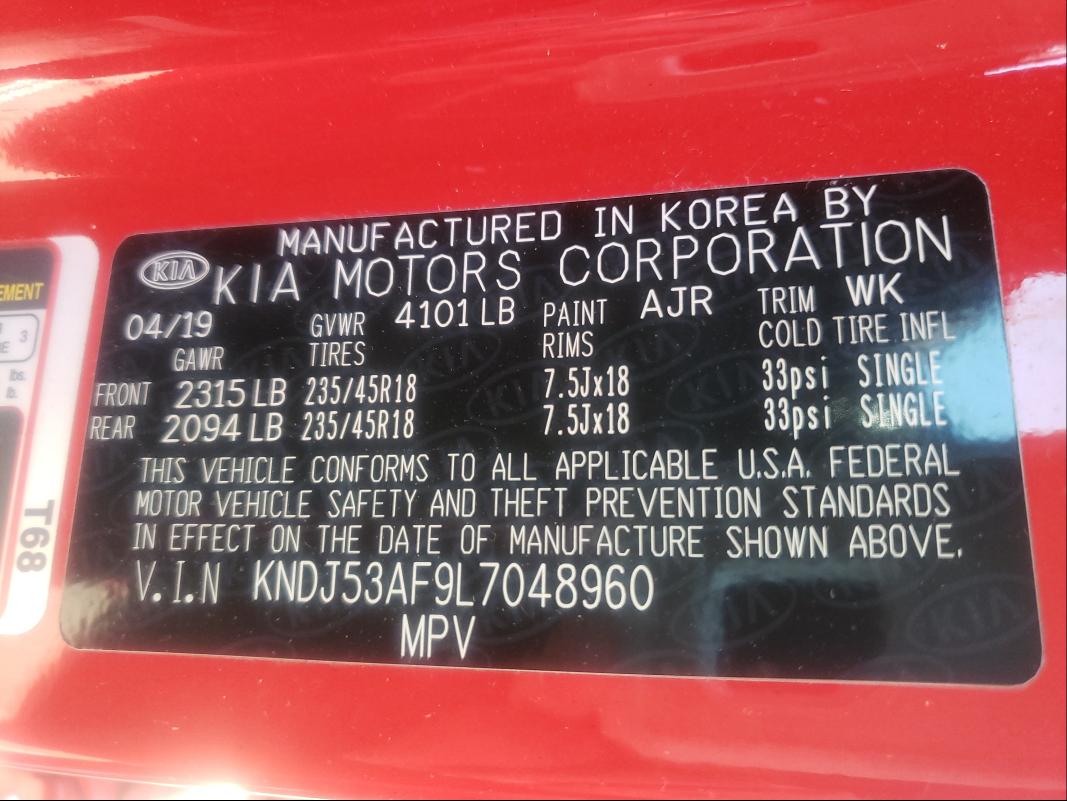 MANUFACTURED IN KOREA BY
KIA KIA MOTORS CORPORATION
04/19 GVWR 4101 LB PAINT AJR TRIM WK
GAWR TIRES RIMS COLD TIRE INFL
FRONT 2315 LB 235/45R18 7.5Jx18 33psi SINGLE
REAR 2094 LB 235/45R18 7.5Jx18 33psi SINGLE
THIS VEHICLE CONFORMS TO ALL APPLICABLE U.S.A. FEDERAL
MOTOR VEHICLE SAFETY AND THEFT PREVENTION STANDARDS
IN EFFECT ON THE DATE OF MANUFACTURE SHOWN ABOVE.
V.I.N KNDJ53AF9L7048960
MPV
3
lbs.
lb.
T68